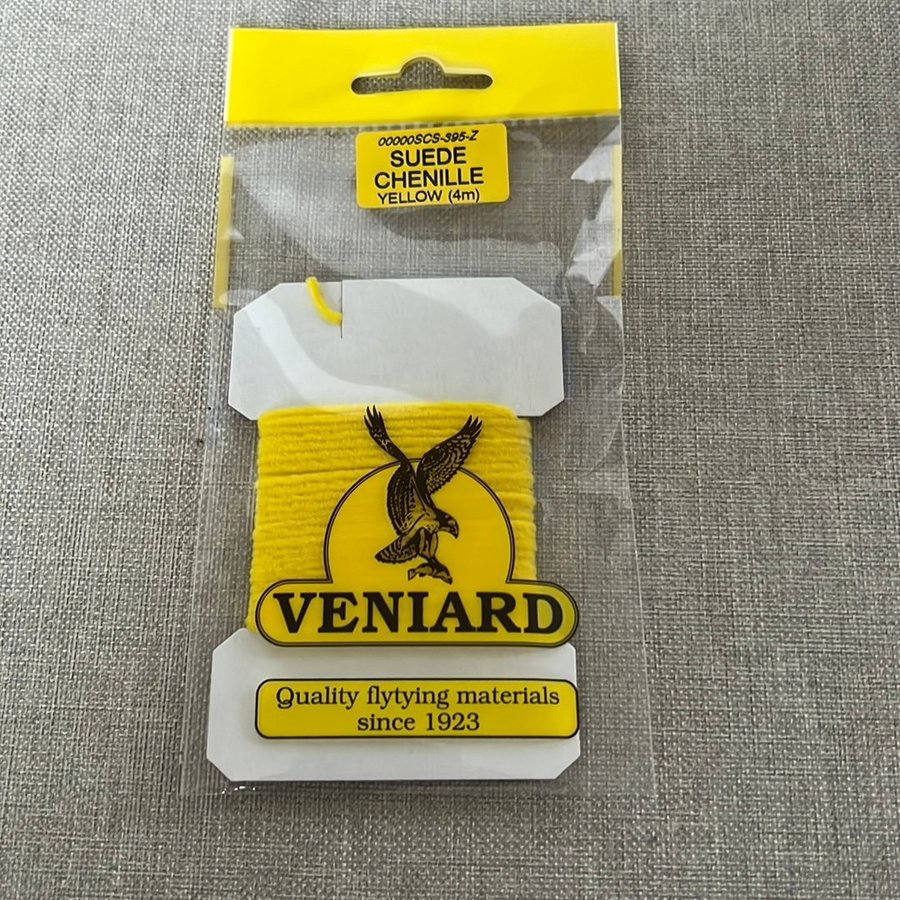 00000SCS-395-Z
SUEDE
CHENILLE
YELLOW (4m)
VENIARD
Quality flytying materials
since 1923